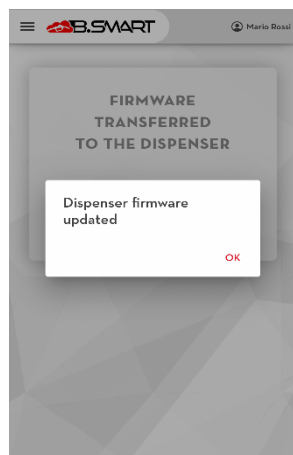 B.SMART
Mario Rossi
FIRMWARE
TRANSFERRED
TO THE DISPENSER
Dispenser firmware
updated
OK